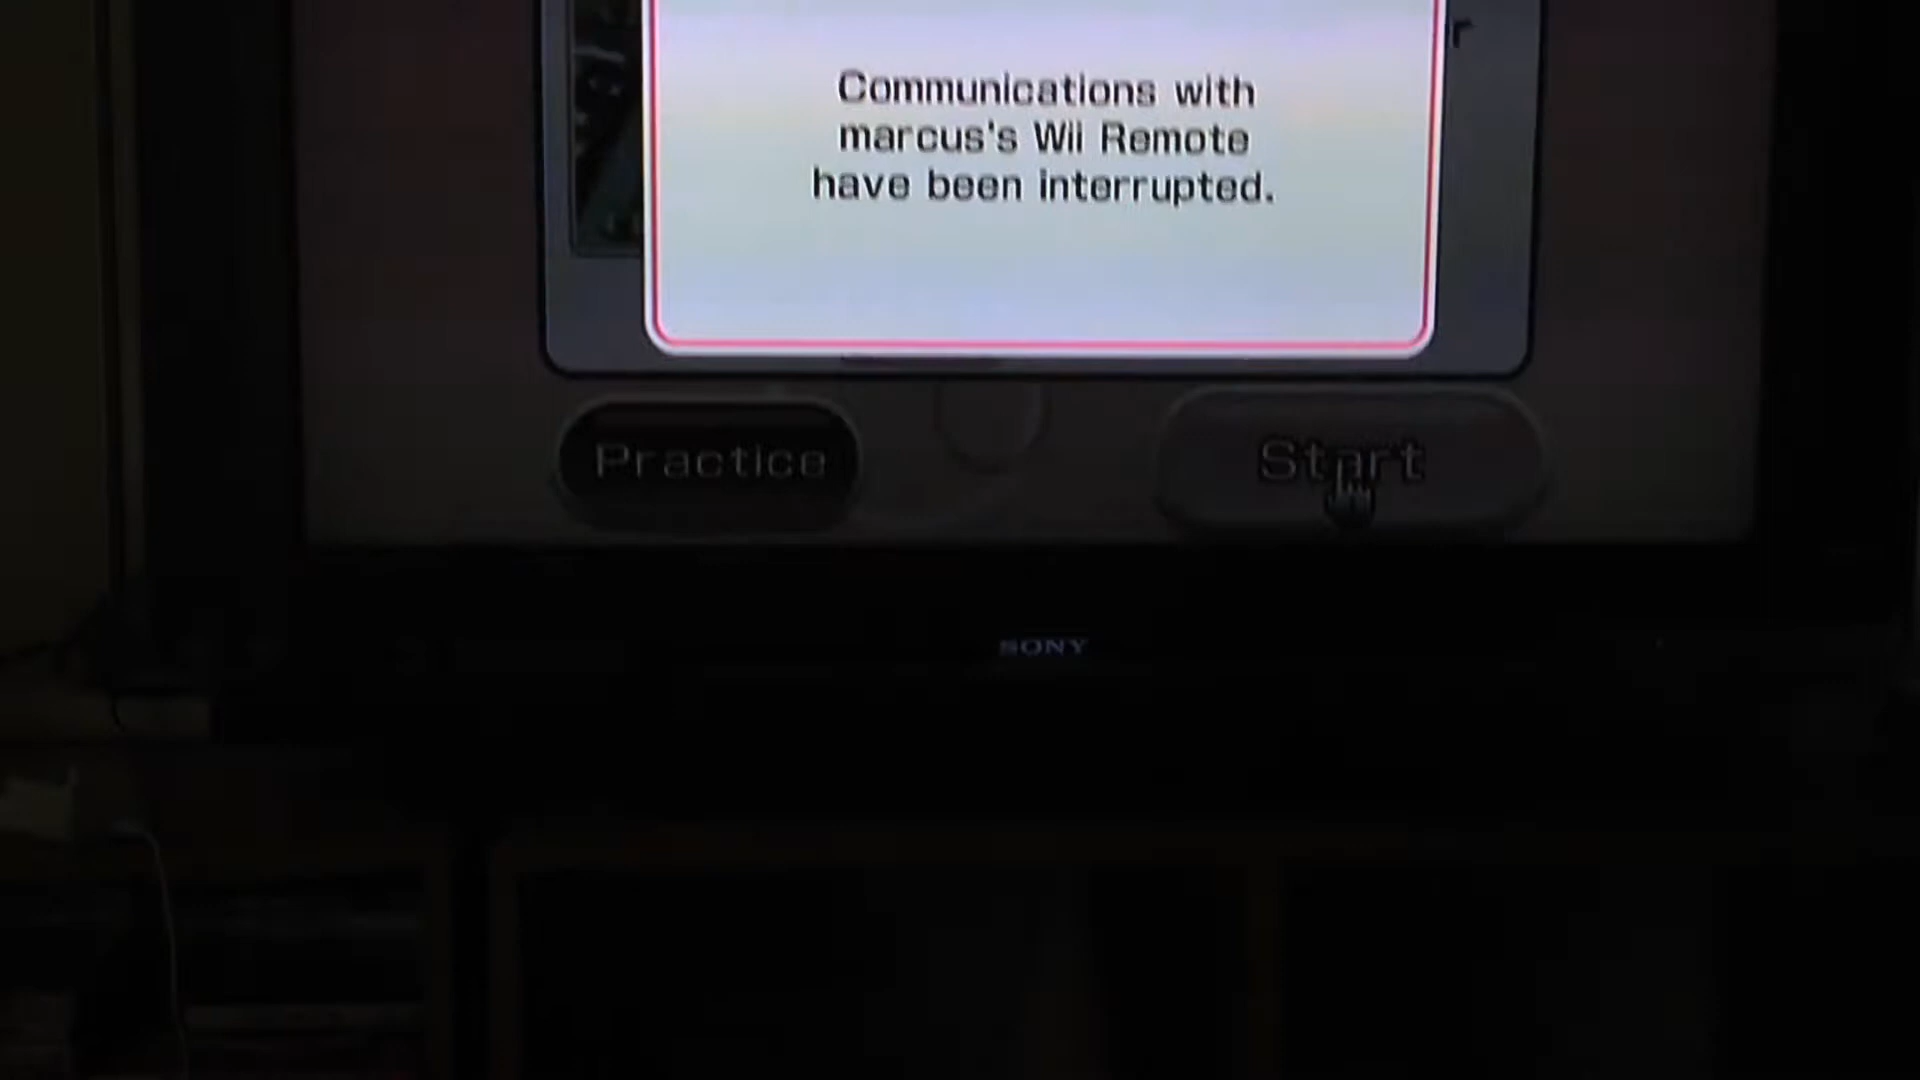 r
Communications with
marcus's Wii Remote
have been interrupted.
Practice
Start
SONY